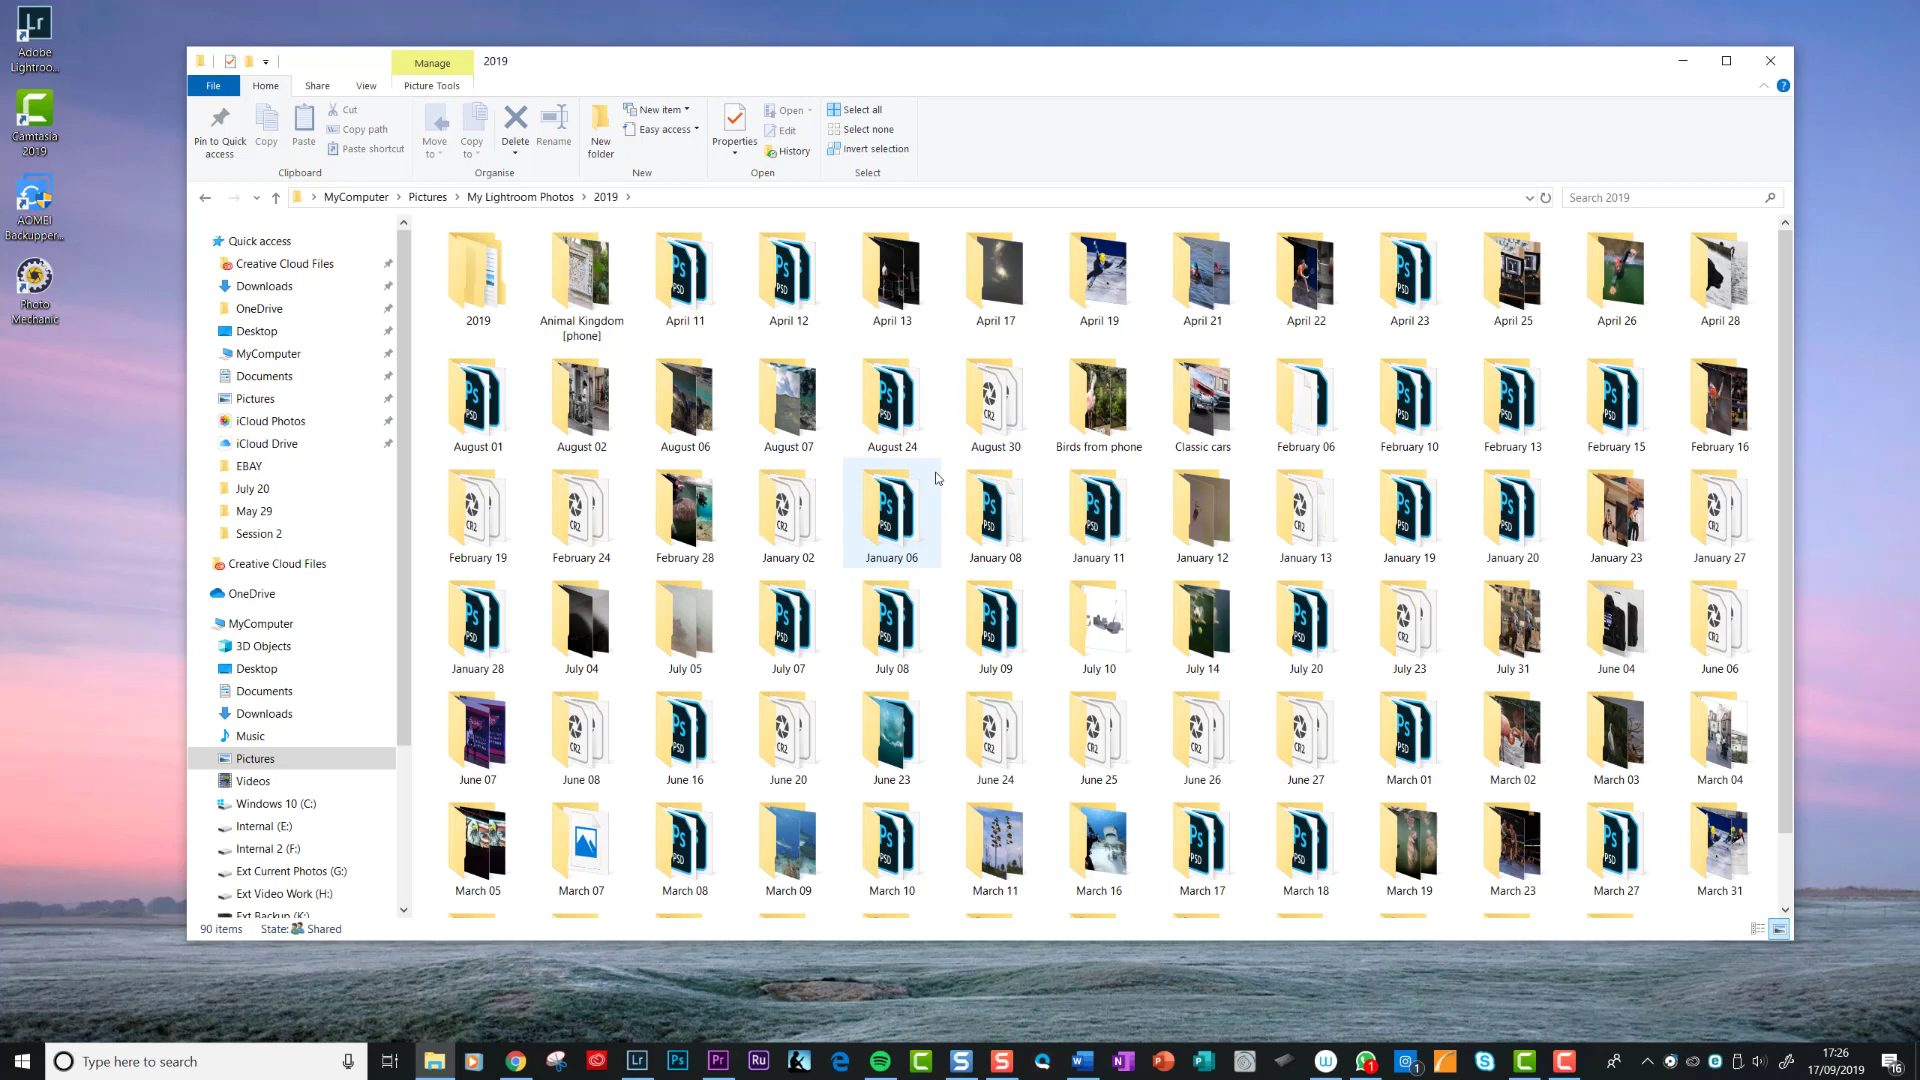 Adobe
Lightroo...
Camtasia
2019
AOMEI
Backupper...
Photo
Mechanic
Manage
2019
File
Home
Share
View
Picture Tools
Pin to Quick
access
Copy
Paste
Cut
Copy path
Paste shortcut
Clipboard
Move
to
Copy
to
Delete
Rename
Organise
New
folder
New item
Easy access
New
Properties
Open
Edit
History
Open
Select all
Select none
Invert selection
Select
MyComputer
Pictures
My Lightroom Photos
2019
Search 2019
Quick access
Creative Cloud Files
Downloads
OneDrive
Desktop
MyComputer
Documents
Pictures
iCloud Photos
iCloud Drive
EBAY
July 20
May 29
Session 2
Creative Cloud Files
OneDrive
MyComputer
3D Objects
Desktop
Documents
Downloads
Music
Pictures
Videos
Windows 10 (C:)
Internal (E:)
Internal 2 (F:)
Ext Current Photos (G:)
Ext Video Work (H:)
Ext Backup (K:)
2019 Animal Kingdom April 11 April 12 April 13 April 17 April 19 April 21 April 22 April 23 April 25 April 26 April 28
[phone]
August 01 August 02 August 06 August 07 August 24 August 30 Birds from phone Classic cars February 06 February 10 February 13 February 15 February 16
February 19 February 24 February 28 January 02 January 06 January 08 January 11 January 12 January 13 January 19 January 20 January 23 January 27
January 28 July 04 July 05 July 07 July 08 July 09 July 10 July 14 July 20 July 23 July 31 June 04 June 06
June 07 June 08 June 16 June 20 June 23 June 24 June 25 June 26 June 27 March 01 March 02 March 03 March 04
March 05 March 07 March 08 March 09 March 10 March 11 March 16 March 17 March 18 March 19 March 23 March 27 March 31
90 items
State: Shared
Type here to search
17:26
17/09/2019
16